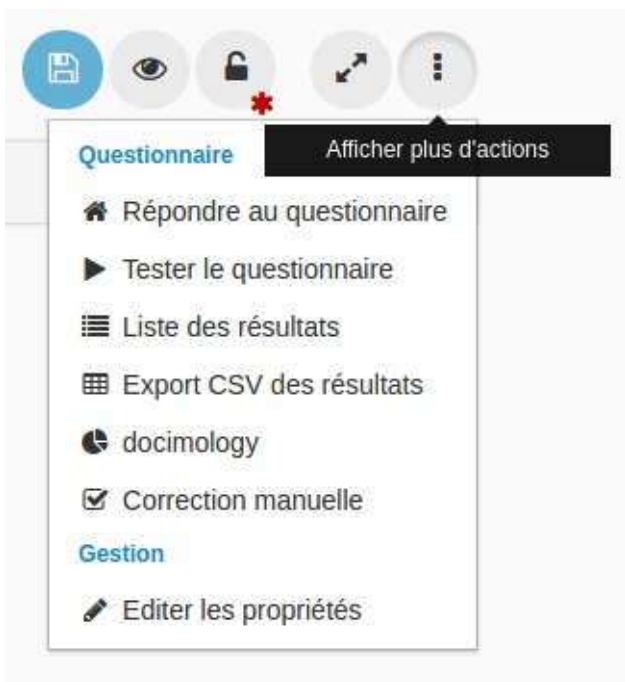 Questionnaire
Afficher plus d'actions
Répondre au questionnaire
Tester le questionnaire
Liste des résultats
Export CSV des résultats
docimology
Correction manuelle
Gestion
Editer les propriétés